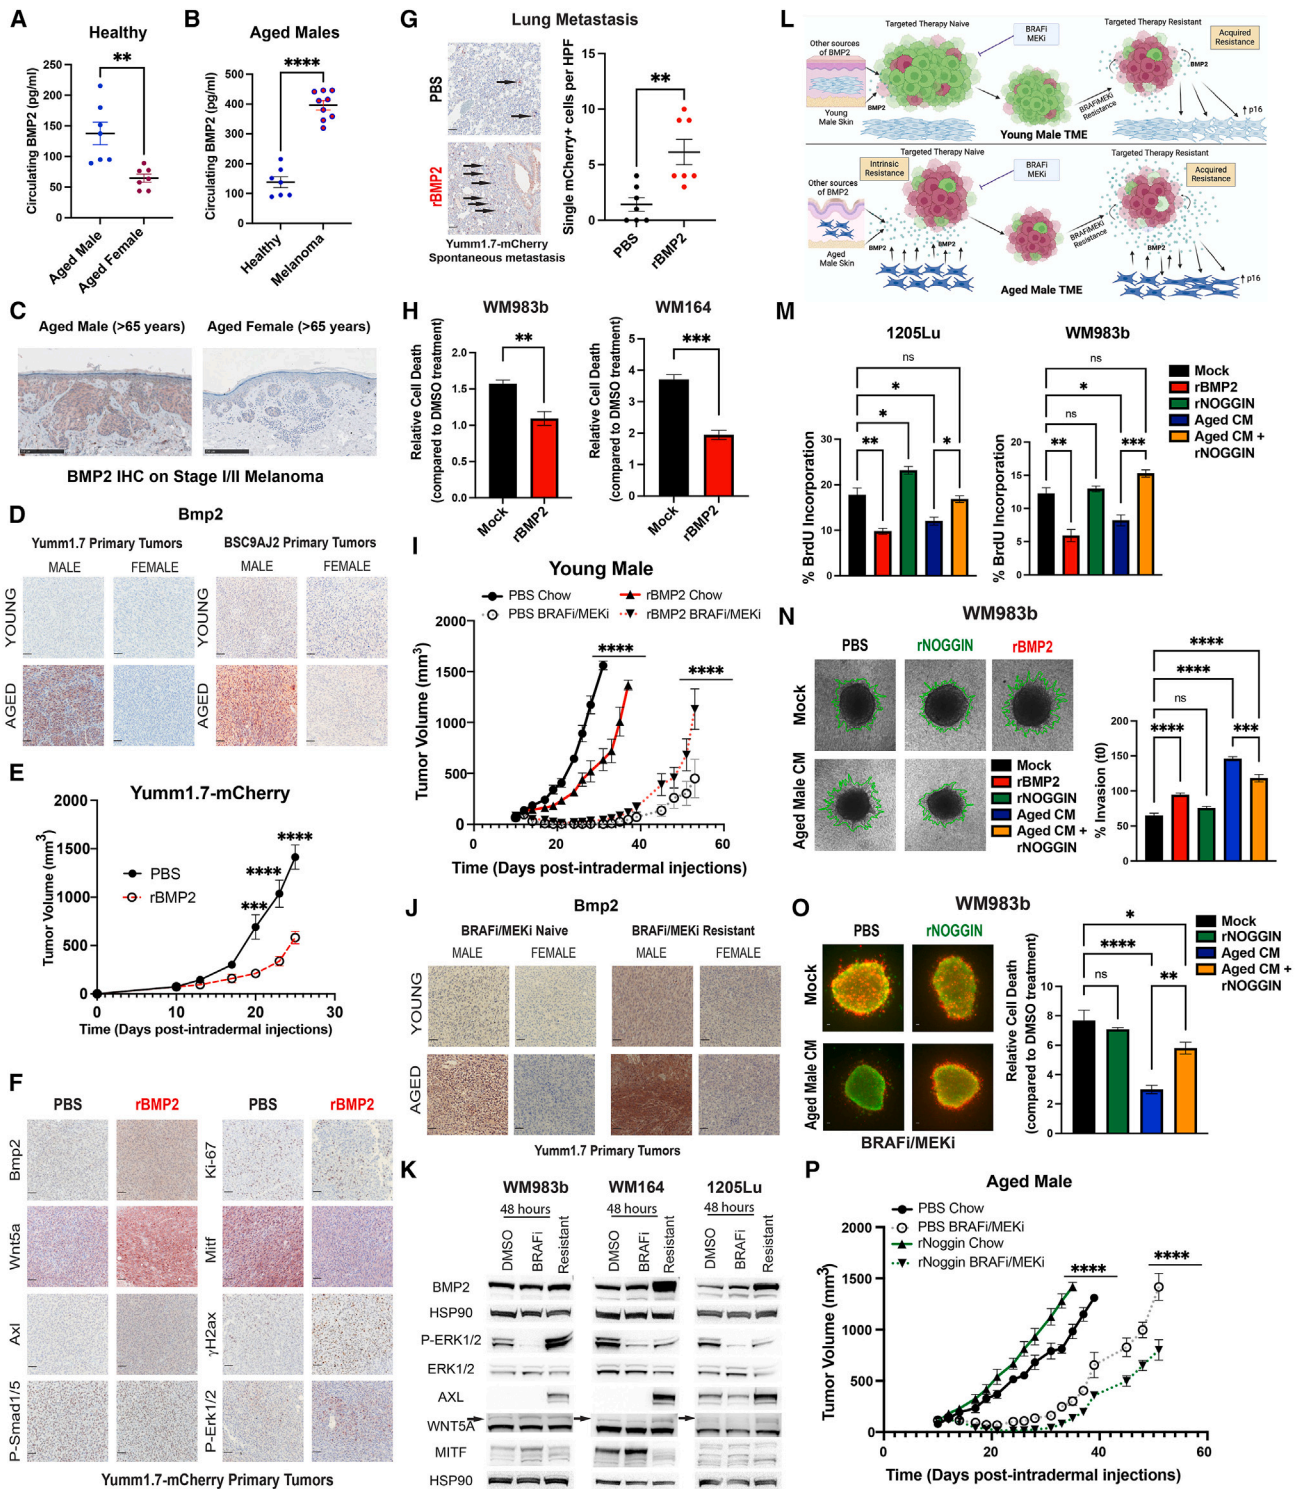 A
Healthy
**
Circulating BMP2 (pg/ml)
250
200
150
100
50
0
Aged Male
Aged Female
B
Aged Males
****
Circulating BMP2 (pg/ml)
500
400
300
200
100
0
Healthy
Melanoma
C
Aged Male (>65 years)
Aged Female (>65 years)
BMP2 IHC on Stage I/II Melanoma
D
Bmp2
Yumm1.7 Primary Tumors
BSC9AJ2 Primary Tumors
MALE
FEMALE
MALE
FEMALE
YOUNG
YOUNG
AGED
AGED
E
Yumm1.7-mCherry
Tumor Volume (mm3)
2000
1500
1000
500
0
PBS
rBMP2
***
****
****
0
10
20
30
Time (Days post-intradermal injections)
F
PBS
rBMP2
PBS
rBMP2
Bmp2
Ki-67
Wnt5a
Mitf
Axl
γH2ax
P-Smad1/5
P-Erk1/2
Yumm1.7-mCherry Primary Tumors
G
Lung Metastasis
PBS
rBMP2
Yumm1.7-mCherry
Spontaneous metastasis
Single mCherry+ cells per HPF
15
10
5
0
**
PBS
rBMP2
H
WM983b
Relative Cell Death
(compared to DMSO treatment)
2.0
1.5
1.0
0.5
0.0
**
Mock
rBMP2
WM164
Relative Cell Death
(compared to DMSO treatment)
4
3
2
1
0
***
Mock
rBMP2
I
Young Male
PBS Chow
rBMP2 Chow
PBS BRAFi/MEKi
rBMP2 BRAFi/MEKi
Tumor Volume (mm3)
2000
1500
1000
500
0
****
****
0
20
40
60
Time (Days post-intradermal injections)
J
Bmp2
BRAFi/MEKi Naive
BRAFi/MEKi Resistant
MALE
FEMALE
MALE
FEMALE
YOUNG
AGED
Yumm1.7 Primary Tumors
K
WM983b
WM164
1205Lu
48 hours
48 hours
48 hours
DMSO
BRAFi
Resistant
DMSO
BRAFi
Resistant
DMSO
BRAFi
Resistant
BMP2
HSP90
P-ERK1/2
ERK1/2
AXL
WNT5A
MITF
HSP90
L
Targeted Therapy Naive
BRAFi
MEKi
Targeted Therapy Resistant
Acquired
Resistance
Other sources
of BMP2
BMP2
BMP2
Young
Male Skin
BRAFi/MEKi
Resistance
↑ p16
Young Male TME
Targeted Therapy Naive
Intrinsic
Resistance
BRAFi
MEKi
Targeted Therapy Resistant
Acquired
Resistance
Other sources
of BMP2
BMP2
BMP2
BMP2
Aged
Male Skin
BRAFi/MEKi
Resistance
↑ p16
Aged Male TME
M
1205Lu
WM983b
ns
*
*
**
*
% BrdU Incorporation
30
20
10
0
ns
*
ns
**
***
% BrdU Incorporation
20
15
10
5
0
Mock
rBMP2
rNOGGIN
Aged CM
Aged CM +
rNOGGIN
N
WM983b
PBS
rNOGGIN
rBMP2
Mock
Aged Male CM
Mock
rBMP2
rNOGGIN
Aged CM
Aged CM +
rNOGGIN
****
****
ns
****
***
% Invasion (t0)
200
150
100
50
0
O
WM983b
PBS
rNOGGIN
Mock
Aged Male CM
BRAFi/MEKi
Relative Cell Death
(compared to DMSO treatment)
10
8
6
4
2
0
*
****
ns
**
Mock
rNOGGIN
Aged CM
Aged CM +
rNOGGIN
P
Aged Male
PBS Chow
PBS BRAFi/MEKi
rNoggin Chow
rNoggin BRAFi/MEKi
Tumor Volume (mm3)
2000
1500
1000
500
0
****
****
0
20
40
60
Time (Days post-intradermal injections)